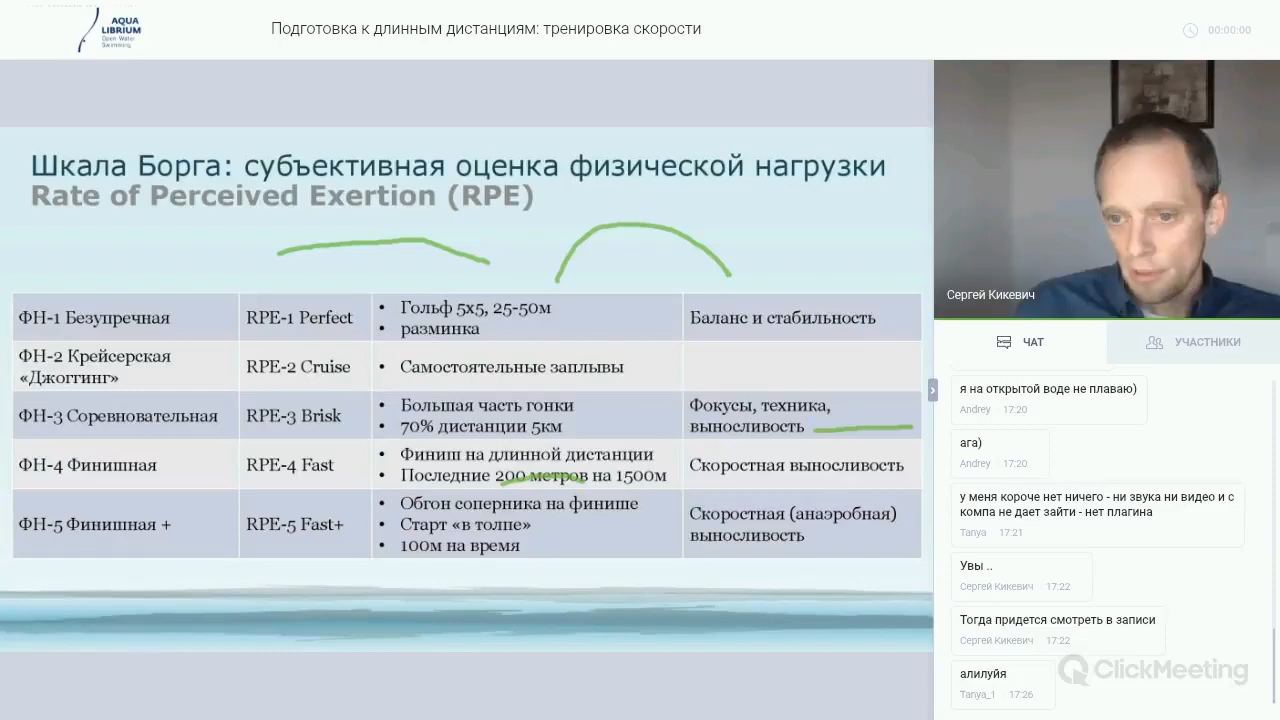 AQUA
LIBRIUM
Open Water
Swimming
Подготовка к длинным дистанциям: тренировка скорости
00:00:00
Шкала Борга: субъективная оценка физической нагрузки
Rate of Perceived Exertion (RPE)
ФН-1 Безупречная
RPE-1 Perfect
• Гольф 5х5, 25-50м
• разминка
Баланс и стабильность
ФН-2 Крейсерская
«Джоггинг»
RPE-2 Cruise
• Самостоятельные заплывы
ФН-3 Соревновательная
RPE-3 Brisk
• Большая часть гонки
• 70% дистанции 5км
Фокусы, техника,
выносливость
ФН-4 Финишная
RPE-4 Fast
• Финиш на длинной дистанции
• Последние 200 метров на 1500м
Скоростная выносливость
ФН-5 Финишная +
RPE-5 Fast+
• Обгон соперника на финише
• Старт «в толпе»
• 100м на время
Скоростная (анаэробная)
выносливость
Сергей Кикевич
ЧАТ
УЧАСТНИКИ
я на открытой воде не плаваю)
Andrey 17:20
ага)
Andrey 17:20
у меня короче нет ничего - ни звука ни видео и с
компа не дает зайти - нет плагина
Tanya 17:21
Увы ..
Сергей Кикевич 17:22
Тогда придется смотреть в записи
Сергей Кикевич 17:22
алилуйя
Tanya_1 17:26
ClickMeeting